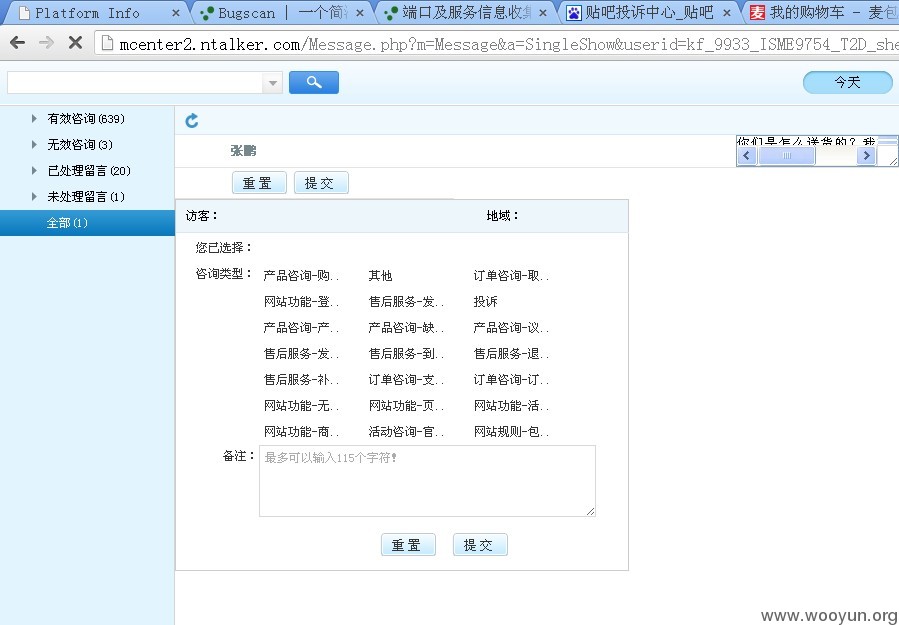 Platform Info × Bugscan | 一个简 × 端口及服务信息收集 × 贴吧投诉中心_贴吧 × 我的购物车 - 麦包
mcenter2.ntalker.com/Message.php?m=Message&a=SingleShow&userid=kf_9933_ISME9754_T2D_she
今天
有效咨询(639)
无效咨询(3)
已处理留言(20)
未处理留言(1)
全部(1)
张鹏
你们是怎么送货的? 我
重置 提交
访客: 地域:
您已选择:
咨询类型: 产品咨询-购.. 其他 订单咨询-取..
网站功能-登.. 售后服务-发.. 投诉
产品咨询-产.. 产品咨询-缺.. 产品咨询-议..
售后服务-发.. 售后服务-到.. 售后服务-退..
售后服务-补.. 订单咨询-支.. 订单咨询-订..
网站功能-无.. 网站功能-页.. 网站功能-活..
网站功能-商.. 活动咨询-官.. 网站规则-包..
备注: 最多可以输入115个字符!
重置 提交
www.wooyun.org